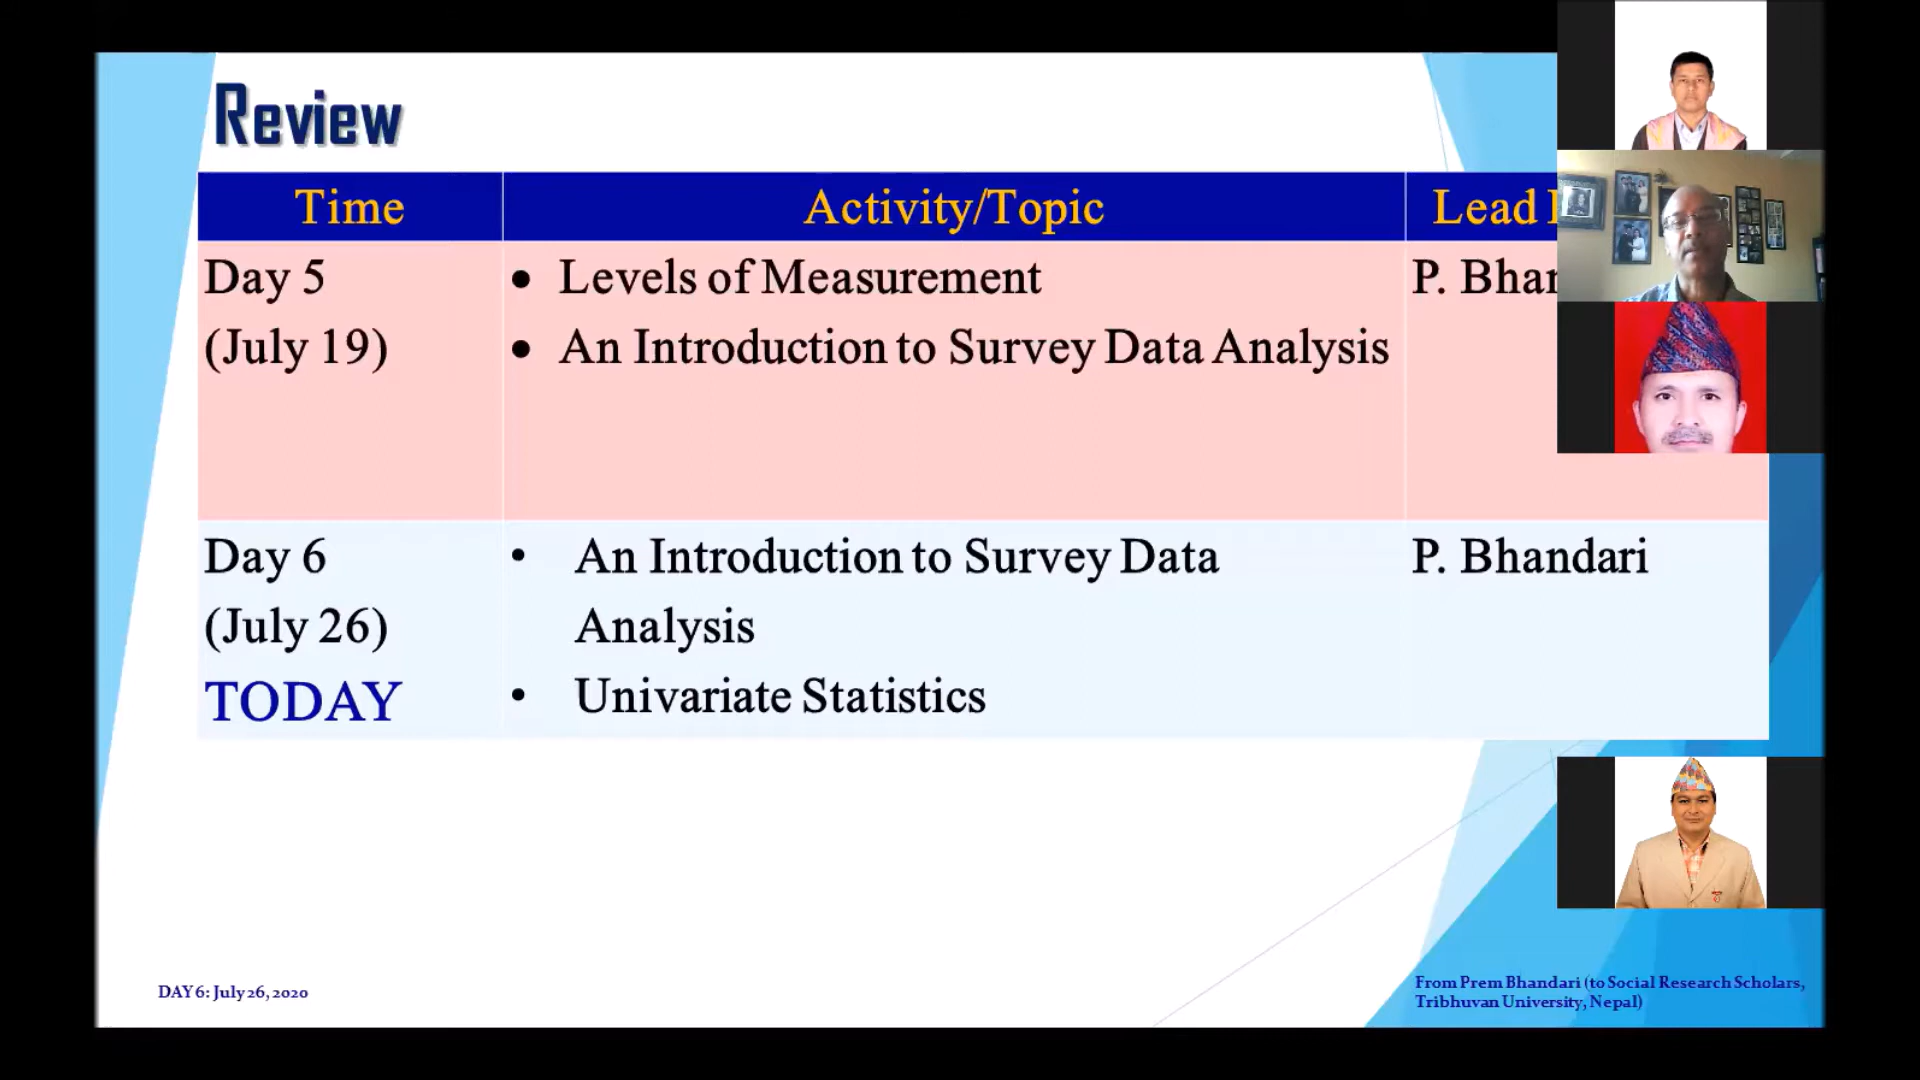 Review
Time Activity/Topic Lead
Day 5 • Levels of Measurement P. Bhan
(July 19) • An Introduction to Survey Data Analysis
Day 6 • An Introduction to Survey Data P. Bhandari
(July 26) Analysis
TODAY • Univariate Statistics
DAY 6: July 26, 2020
From Prem Bhandari (to Social Research Scholars,
Tribhuvan University, Nepal)